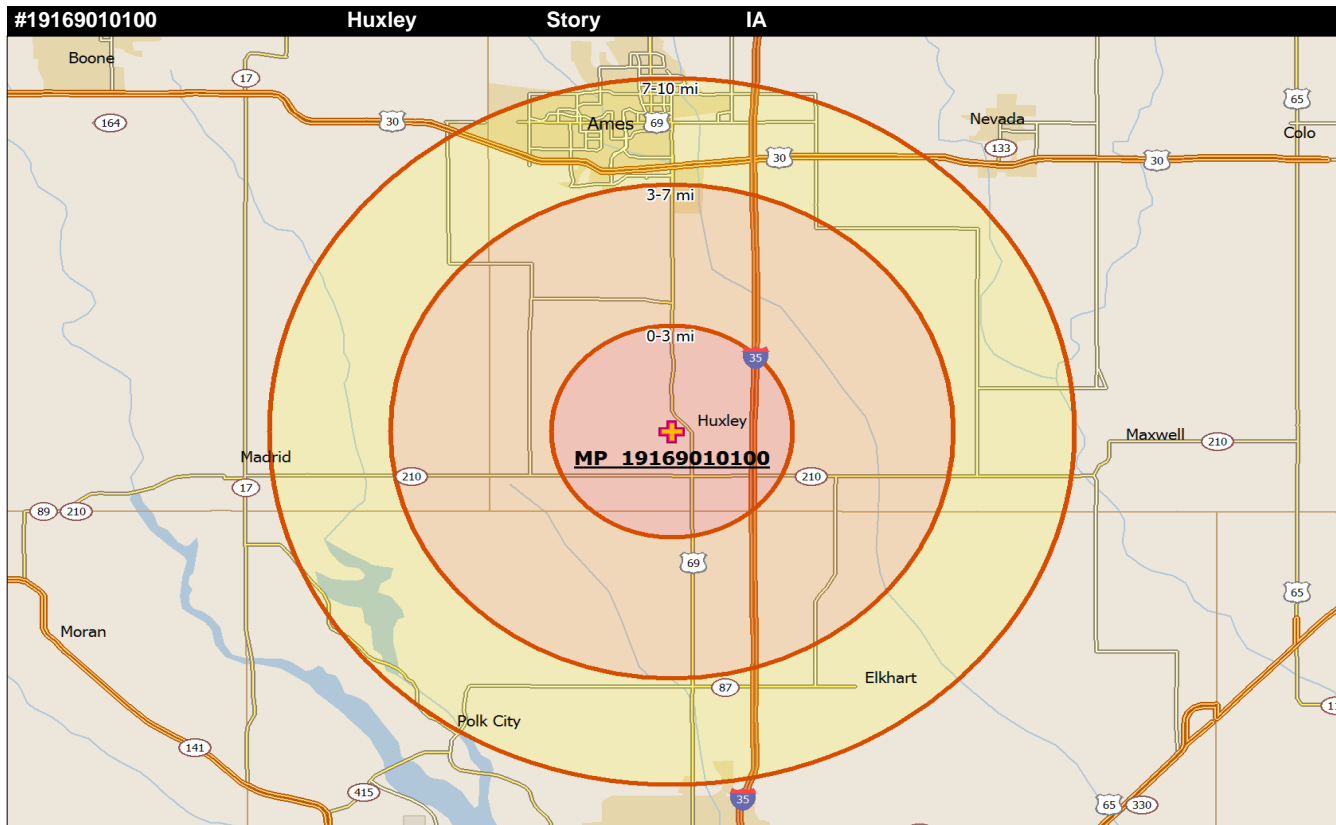 #19169010100 Huxley Story IA
Boone
17
7-10 mi
65
164
30
Ames
69
Nevada
133
Colo
30
30
3-7 mi
0-3 mi
35
Huxley
Maxwell
210
Madrid
MP 19169010100
210
210
17
89
210
69
65
Moran
Elkhart
87
Polk City
141
415
35
65
330